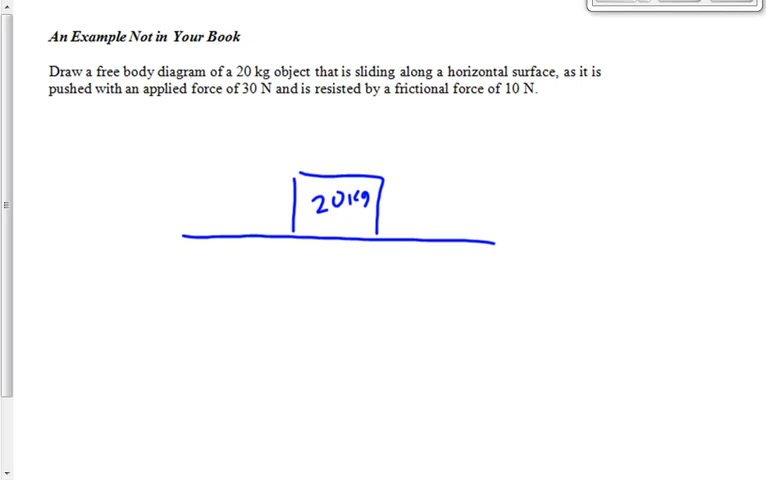 An Example Not in Your Book
Draw a free body diagram of a 20 kg object that is sliding along a horizontal surface, as it is
pushed with an applied force of 30 N and is resisted by a frictional force of 10 N.
20kg